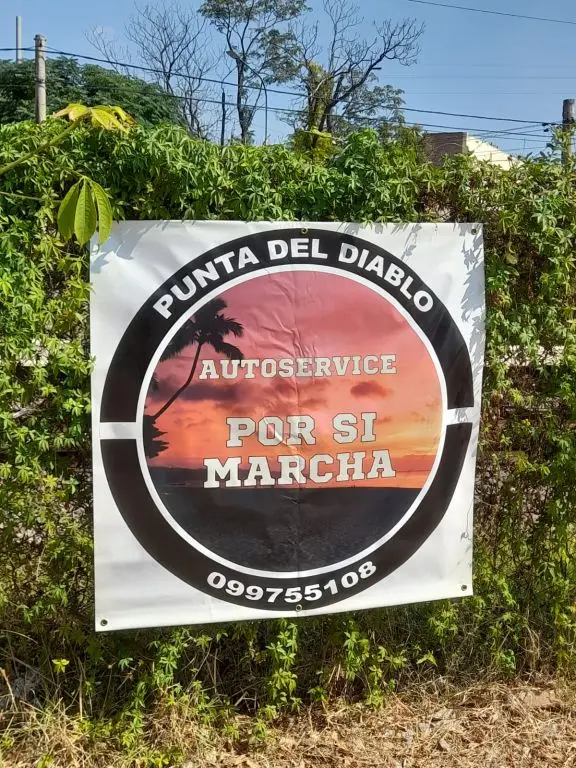 PUNTA DEL DIABLO
AUTOSERVICE
POR SI
MARCHA
099755108